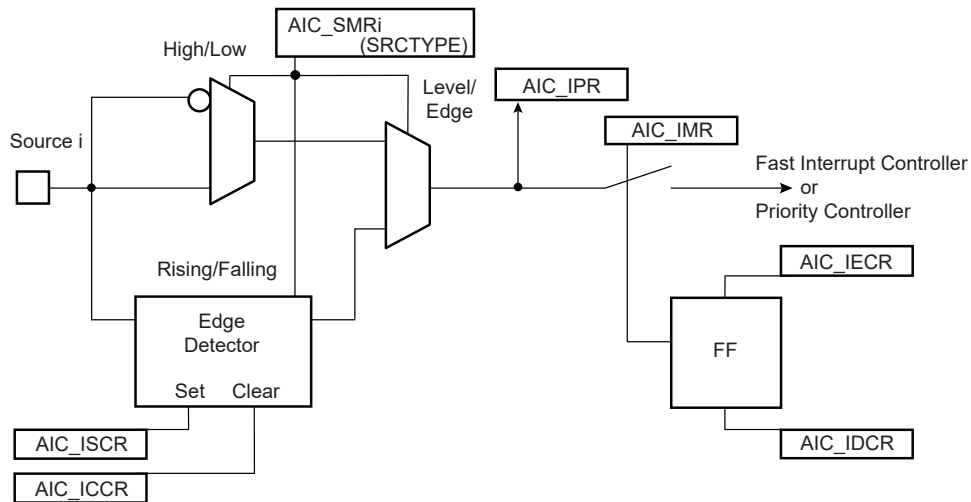 AIC_SMRi
(SRCTYPE)
High/Low
Level/
Edge
AIC_IPR
AIC_IMR
Source i
Fast Interrupt Controller
or
Priority Controller
Rising/Falling
AIC_IECR
Edge
Detector
FF
Set Clear
AIC_ISCR
AIC_IDCR
AIC_ICCR